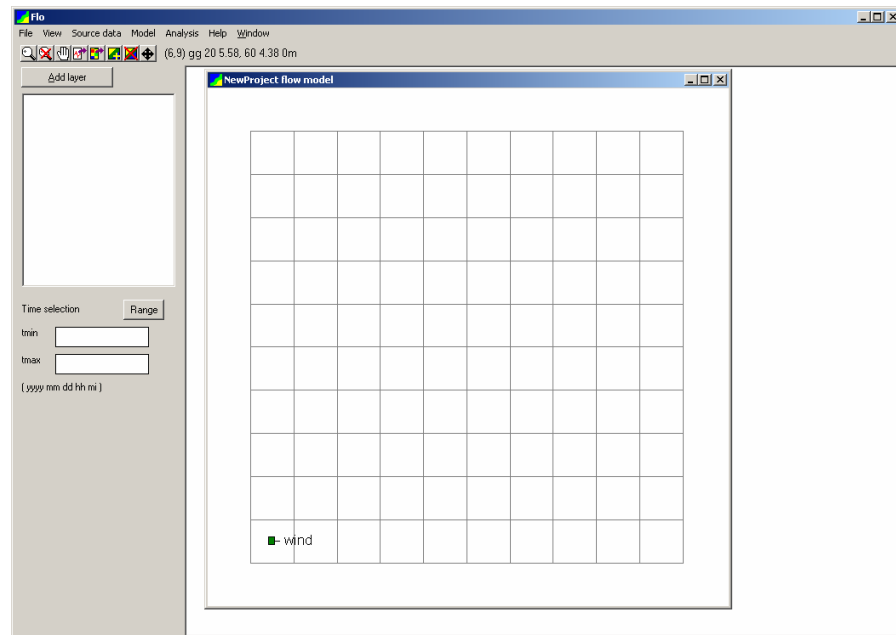 Flo
File View Source data Model Analysis Help Window
(6,9) gg 20 5.58, 60 4.38 0m
Add layer
NewProject flow model
Time selection Range
tmin
tmax
( yyyy mm dd hh mi )
wind